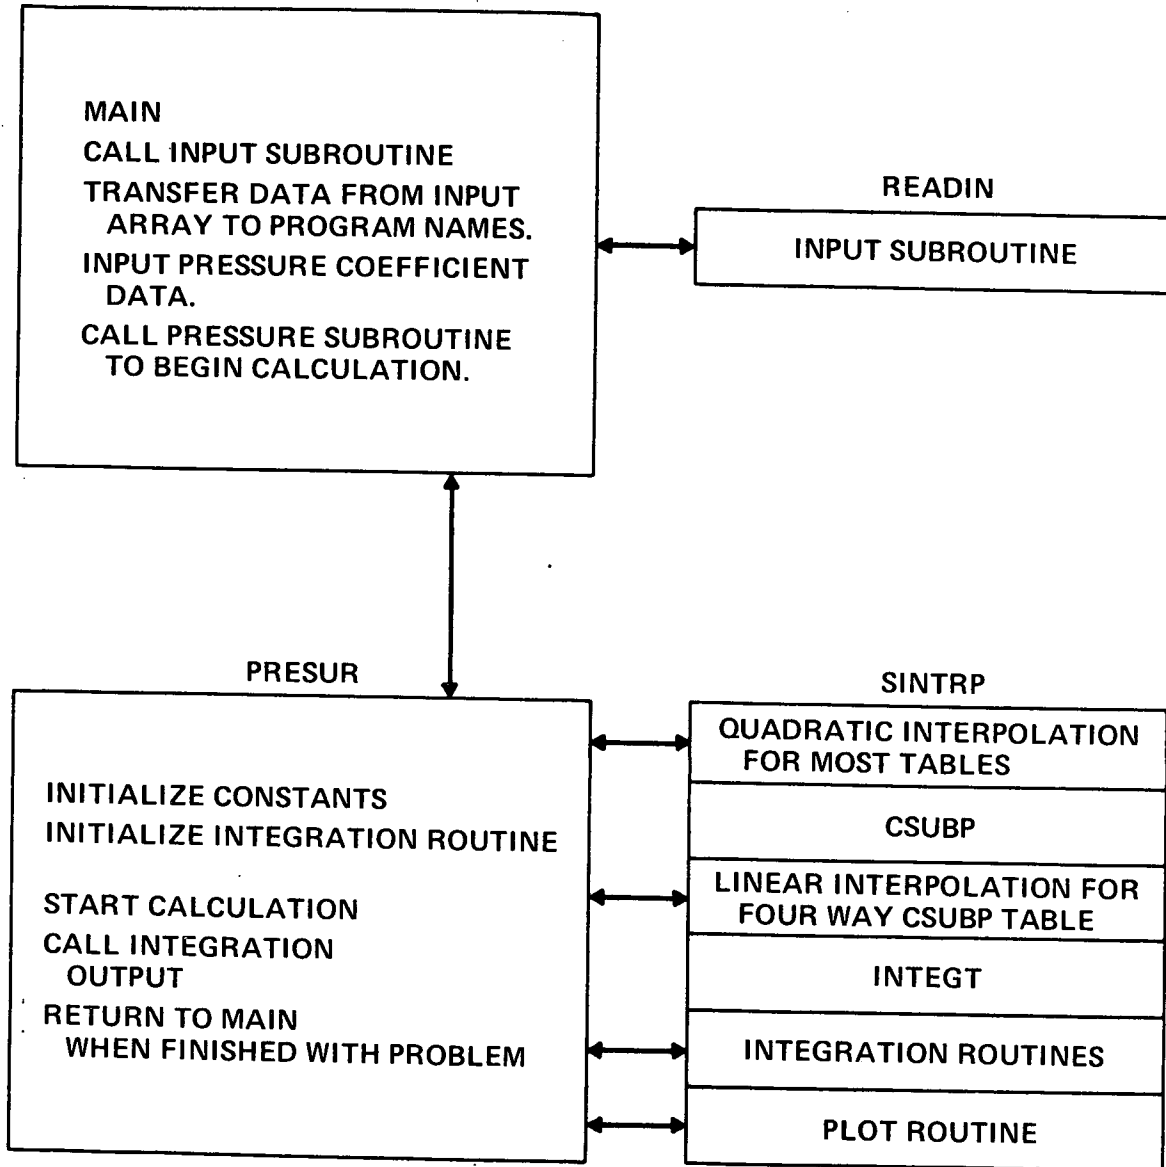 MAIN
CALL INPUT SUBROUTINE
TRANSFER DATA FROM INPUT
ARRAY TO PROGRAM NAMES.
INPUT PRESSURE COEFFICIENT
DATA.
CALL PRESSURE SUBROUTINE
TO BEGIN CALCULATION.
READIN
INPUT SUBROUTINE
PRESUR
INITIALIZE CONSTANTS
INITIALIZE INTEGRATION ROUTINE
START CALCULATION
CALL INTEGRATION
OUTPUT
RETURN TO MAIN
WHEN FINISHED WITH PROBLEM
SINTRP
QUADRATIC INTERPOLATION
FOR MOST TABLES
CSUBP
LINEAR INTERPOLATION FOR
FOUR WAY CSUBP TABLE
INTEGT
INTEGRATION ROUTINES
PLOT ROUTINE